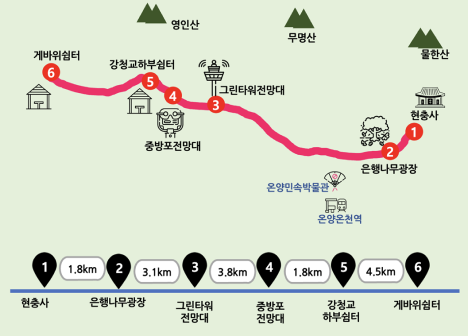 영인산
무명산
물한산
게바위쉼터
강청교하부쉼터
그린타워전망대
현충사
6
5
4
3
1
2
중방포전망대
은행나무광장
온양민속박물관
온양온천역
1
1,8km
2
3,1km
3
3,8km
4
1,8km
5
4,5km
6
현충사
은행나무광장
그린타워
전망대
중방포
전망대
강청교
하부쉼터
게바위쉼터